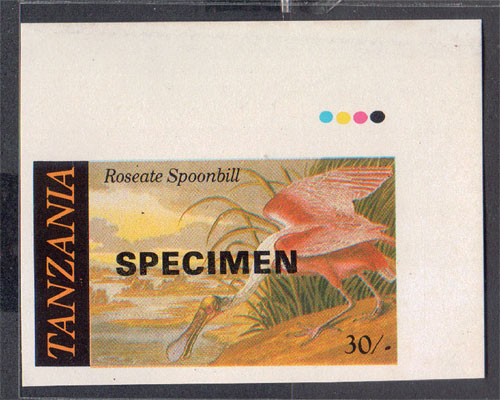 Roseate Spoonbill
TANZANIA
SPECIMEN
30/-